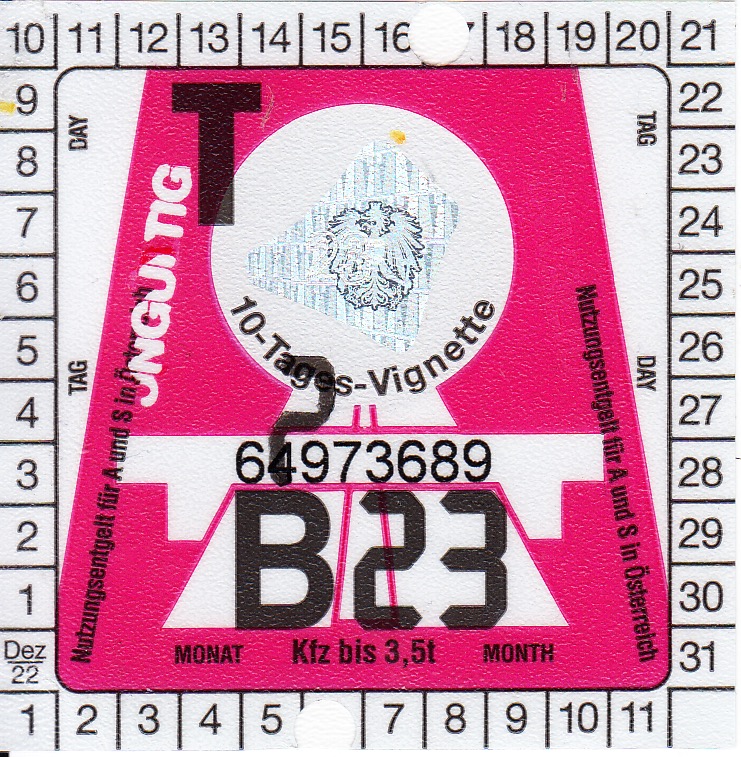 10 11 12 13 14 15 16 18 19 20 21
9
8
7
6
5
4
3
2
1
Dez
22
DAY
TAG
T
TAG
DAY
Nutzungsentgelt für A und S in
10-Tages-Vignette
Nutzungsentgelt für A und S in Österreich
64973689
B 23
MONAT Kfz bis 3,5t MONTH
22
23
24
25
26
27
28
29
30
31
1 2 3 4 5 7 8 9 10 11